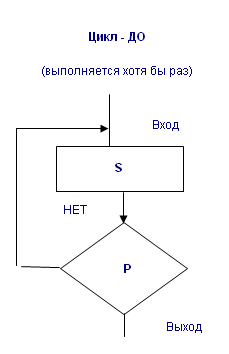 Цикл - ДО
(выполняется хотя бы раз)
Вход
S
НЕТ
P
Выход